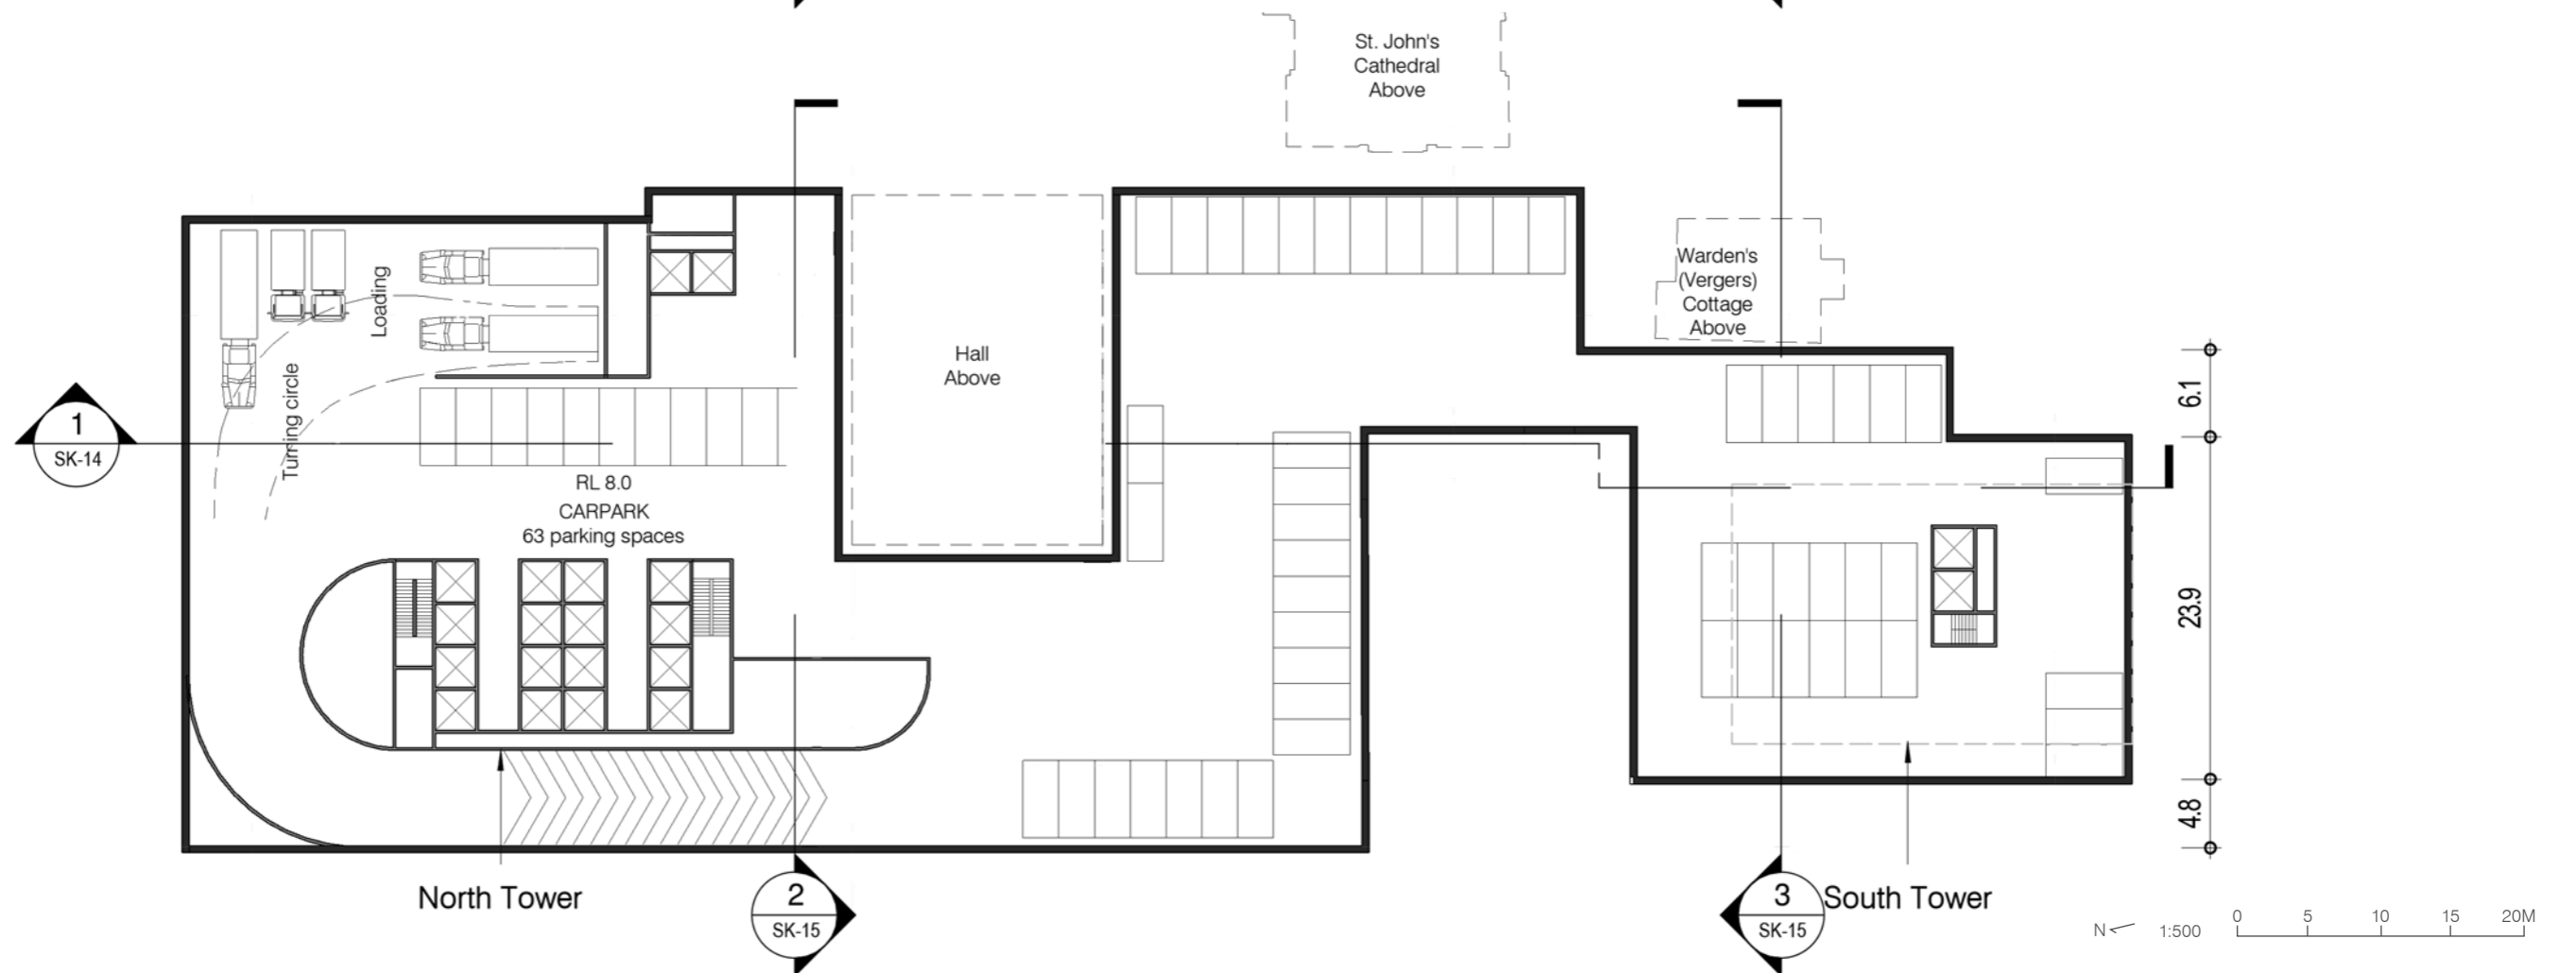 St. John's
Cathedral
Above
Warden's
(Vergers)
Cottage
Above
Loading
Turning circle
Hall
Above
1
SK-14
RL 8.0
CARPARK
63 parking spaces
6.1
23.9
4.8
North Tower
2
SK-15
3
SK-15
South Tower
N
1:500
0 5 10 15 20M